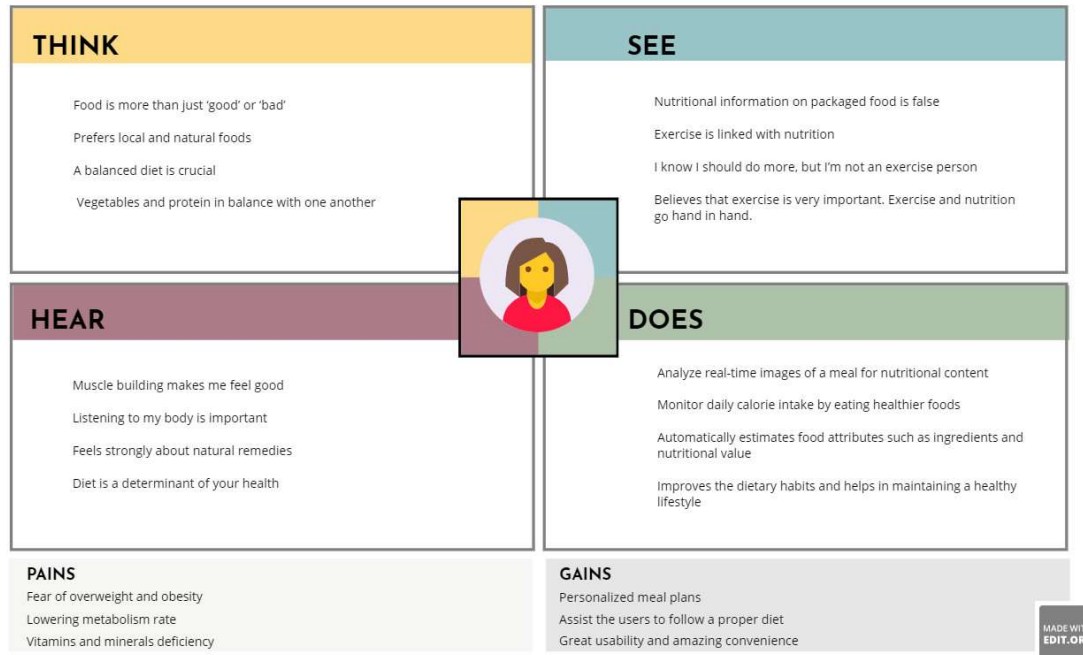 THINK
Food is more than just ‘good’ or ‘bad’
Prefers local and natural foods
A balanced diet is crucial
Vegetables and protein in balance with one another
SEE
Nutritional information on packaged food is false
Exercise is linked with nutrition
I know I should do more, but I’m not an exercise person
Believes that exercise is very important. Exercise and nutrition
go hand in hand.
HEAR
Muscle building makes me feel good
Listening to my body is important
Feels strongly about natural remedies
Diet is a determinant of your health
DOES
Analyze real-time images of a meal for nutritional content
Monitor daily calorie intake by eating healthier foods
Automatically estimates food attributes such as ingredients and
nutritional value
Improves the dietary habits and helps in maintaining a healthy
lifestyle
PAINS
Fear of overweight and obesity
Lowering metabolism rate
Vitamins and minerals deficiency
GAINS
Personalized meal plans
Assist the users to follow a proper diet
Great usability and amazing convenience
MADE WIT
EDIT.OR